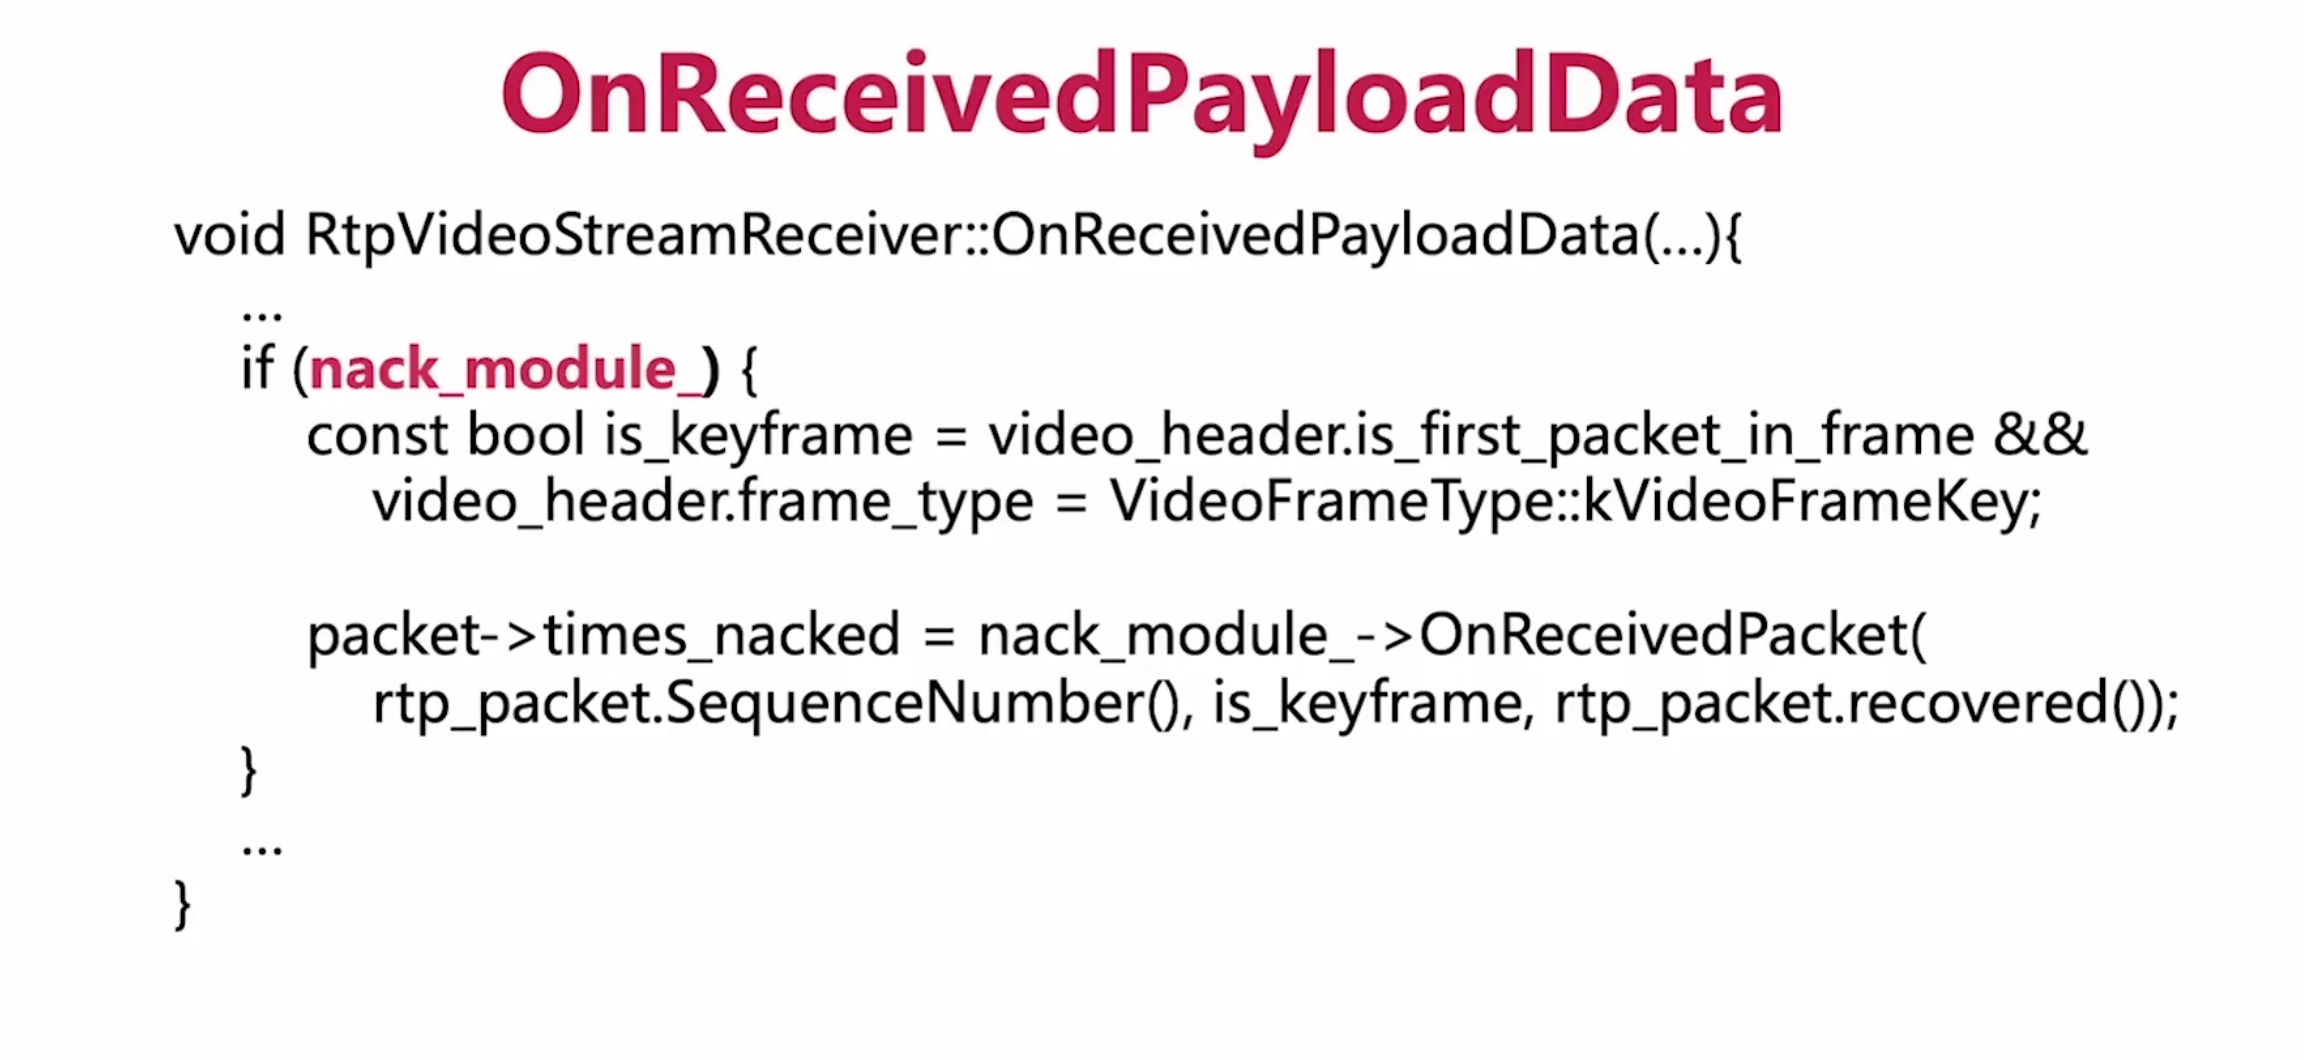 OnReceivedPayloadData
void RtpVideoStreamReceiver::OnReceivedPayloadData(...){
...
if (nack_module_) {
const bool is_keyframe = video_header.is_first_packet_in_frame &&
video_header.frame_type = VideoFrameType::kVideoFrameKey;
packet->times_nacked = nack_module_->OnReceivedPacket(
rtp_packet.SequenceNumber(), is_keyframe, rtp_packet.recovered());
}
...
}